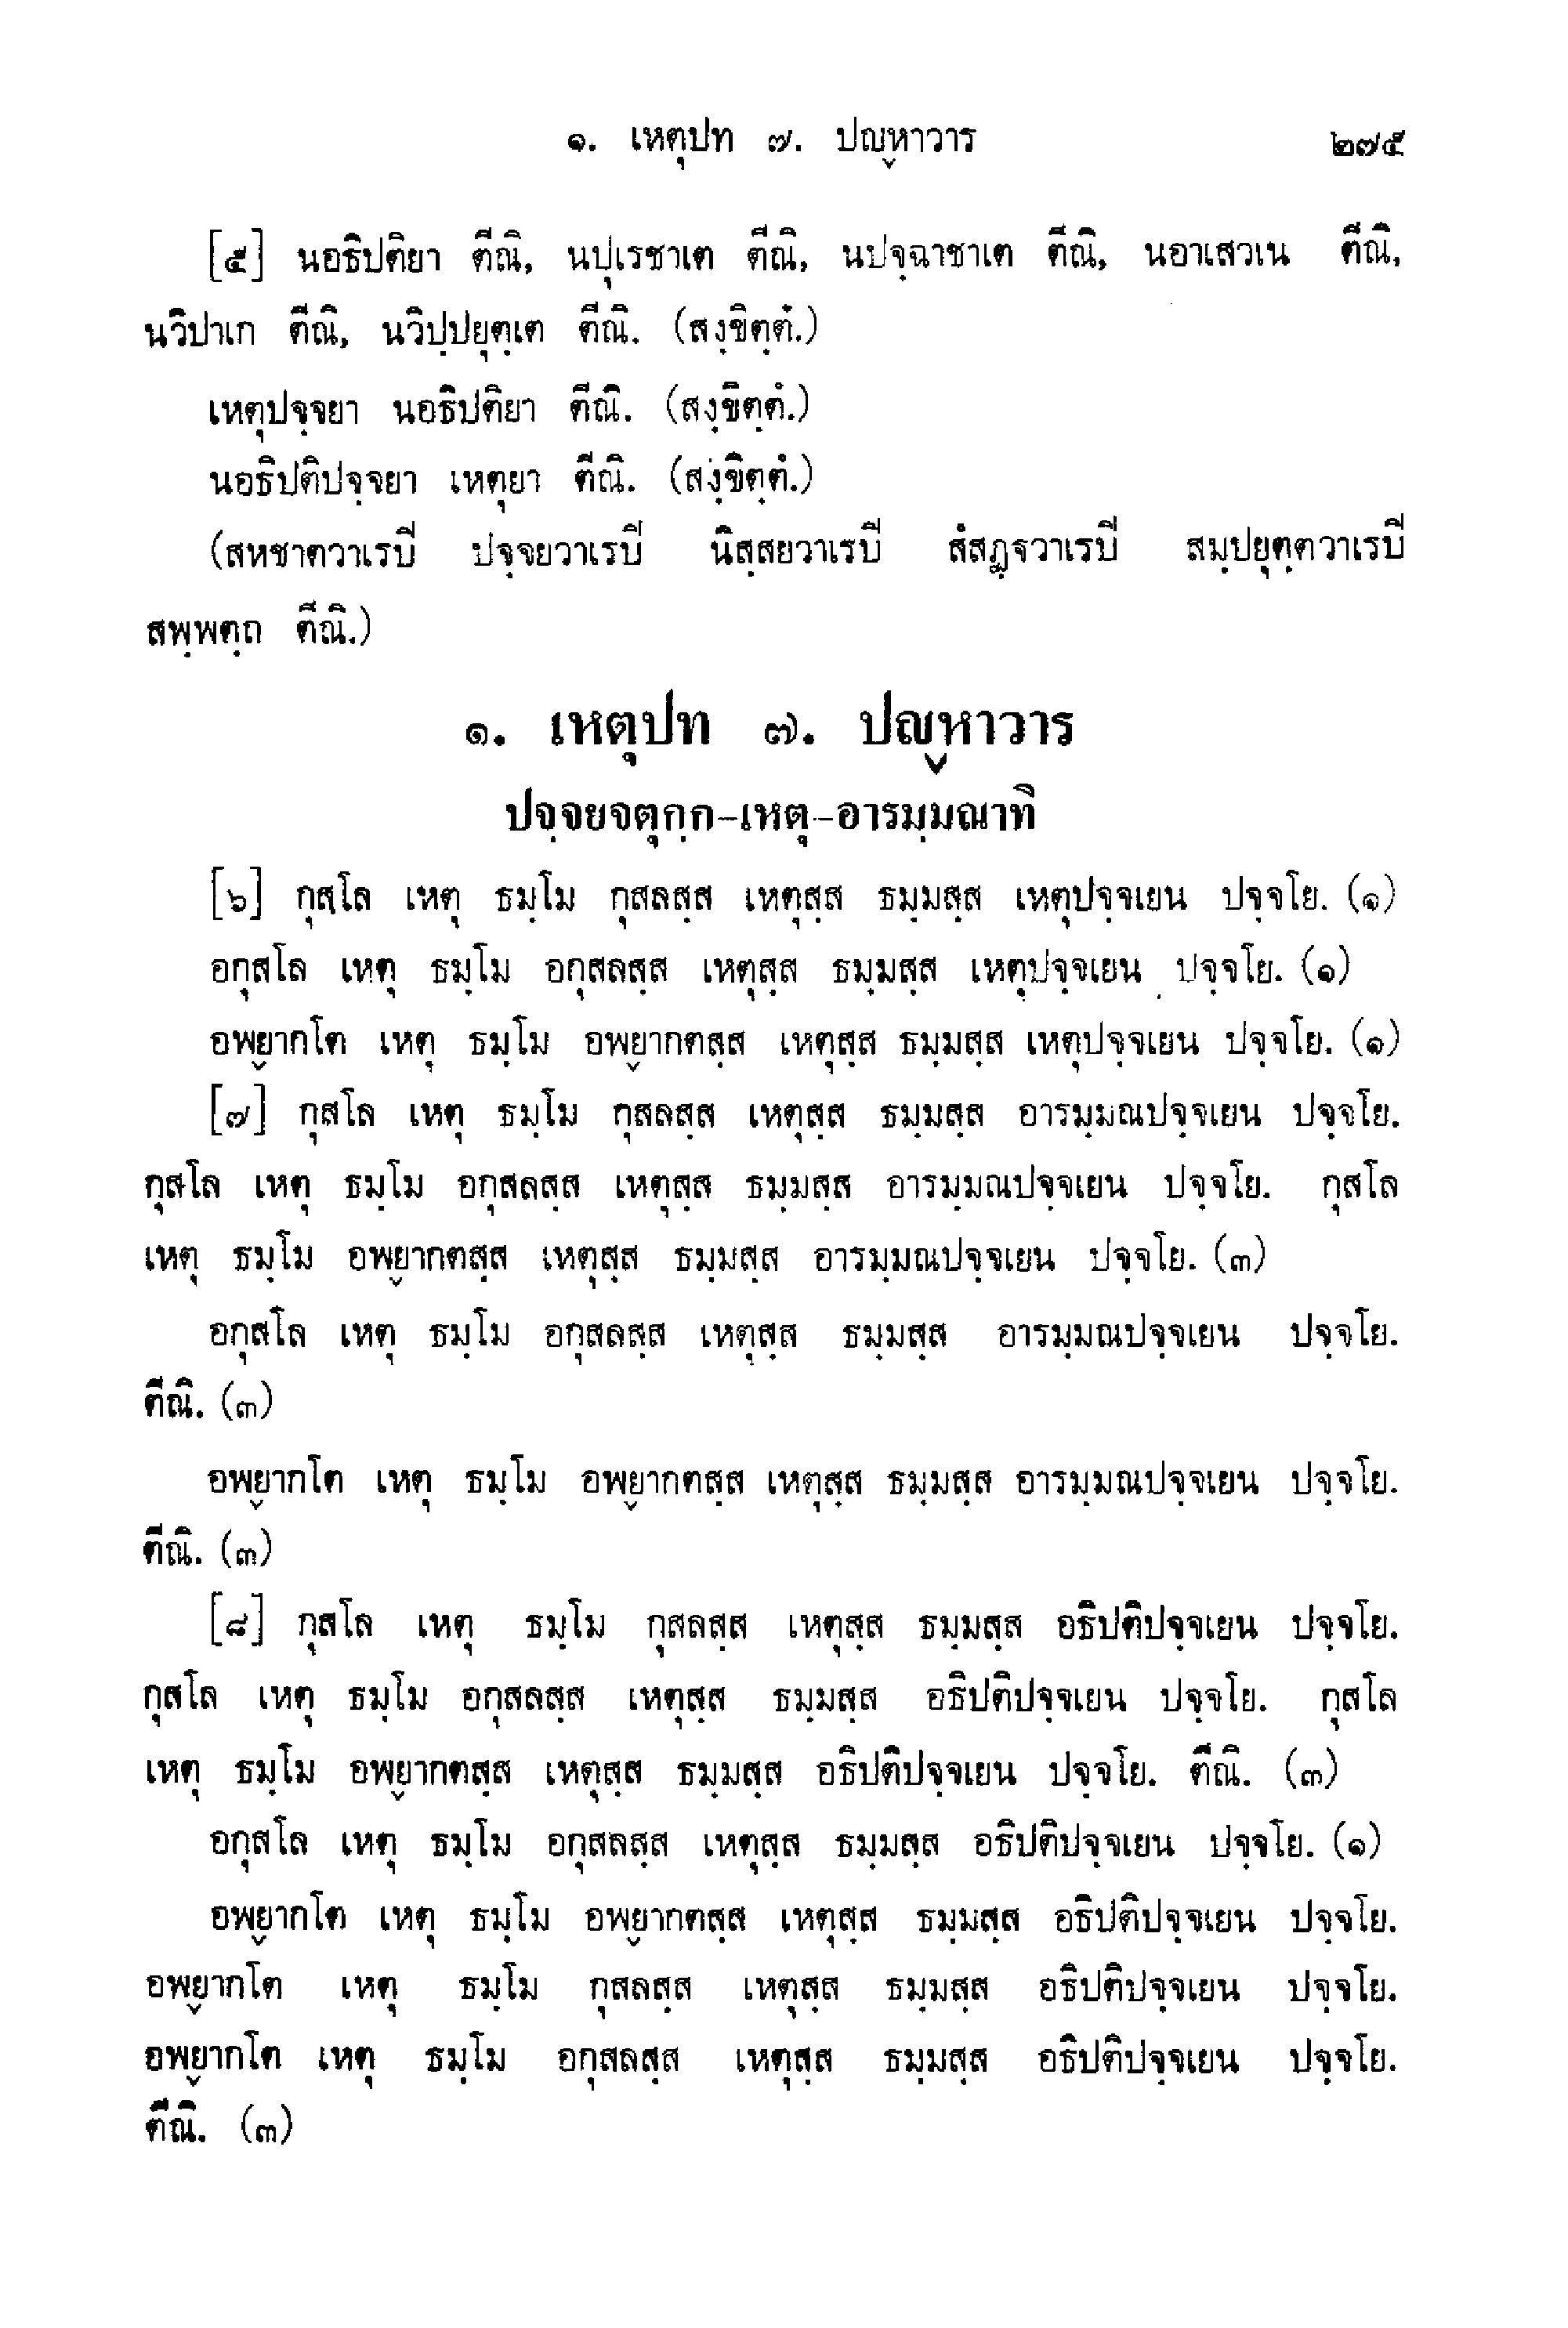 ๑. เหตุปท ๗. ปญฺหาวาร ๒๗๕
[๕] นอธิปติยา ตีณิ, นปุเรชาเต ตีณิ, นปจฺฉาชาเต ตีณิ, นอาเสวเน ตีณิ,
นวิปาเก ตีณิ, นวิปฺปยุตฺเต ตีณิ. (สงฺขิตฺตํ.)
เหตุปจฺจยา นอธิปติยา ตีณิ. (สงฺขิตฺตํ.)
นอธิปติปจฺจยา เหตุยา ตีณิ. (สงฺขิตฺตํ.)
(สหชาตวาเรปี ปจฺจยวาเรปี นิสฺสยวาเรปี สํสฏฺฐวาเรปี สมฺปยุตฺตวาเรปี
สพฺพตฺถ ตีณิ.)
๑. เหตุปท ๗. ปญฺหาวาร
ปจฺจยจตุกฺก-เหตุ-อารมฺมณาทิ
[๖] กุสโล เหตุ ธมฺโม กุสลสฺส เหตุสฺส ธมฺมสฺส เหตุปจฺจเยน ปจฺจโย. (๑)
อกุสโล เหตุ ธมฺโม อกุสลสฺส เหตุสฺส ธมฺมสฺส เหตุปจฺจเยน ปจฺจโย. (๑)
อพฺยากโต เหตุ ธมฺโม อพฺยากตสฺส เหตุสฺส ธมฺมสฺส เหตุปจฺจเยน ปจฺจโย. (๑)
[๗] กุสโล เหตุ ธมฺโม กุสลสฺส เหตุสฺส ธมฺมสฺส อารมฺมณปจฺจเยน ปจฺจโย.
กุสโล เหตุ ธมฺโม อกุสลสฺส เหตุสฺส ธมฺมสฺส อารมฺมณปจฺจเยน ปจฺจโย. กุสโล
เหตุ ธมฺโม อพฺยากตสฺส เหตุสฺส ธมฺมสฺส อารมฺมณปจฺจเยน ปจฺจโย. (๓)
อกุสโล เหตุ ธมฺโม อกุสลสฺส เหตุสฺส ธมฺมสฺส อารมฺมณปจฺจเยน ปจฺจโย.
ตีณิ. (๓)
อพฺยากโต เหตุ ธมฺโม อพฺยากตสฺส เหตุสฺส ธมฺมสฺส อารมฺมณปจฺจเยน ปจฺจโย.
ตีณิ. (๓)
[๘] กุสโล เหตุ ธมฺโม กุสลสฺส เหตุสฺส ธมฺมสฺส อธิปติปจฺจเยน ปจฺจโย.
กุสโล เหตุ ธมฺโม อกุสลสฺส เหตุสฺส ธมฺมสฺส อธิปติปจฺจเยน ปจฺจโย. กุสโล
เหตุ ธมฺโม อพฺยากตสฺส เหตุสฺส ธมฺมสฺส อธิปติปจฺจเยน ปจฺจโย. ตีณิ. (๓)
อกุสโล เหตุ ธมฺโม อกุสลสฺส เหตุสฺส ธมฺมสฺส อธิปติปจฺจเยน ปจฺจโย. (๑)
อพฺยากโต เหตุ ธมฺโม อพฺยากตสฺส เหตุสฺส ธมฺมสฺส อธิปติปจฺจเยน ปจฺจโย.
อพฺยากโต เหตุ ธมฺโม กุสลสฺส เหตุสฺส ธมฺมสฺส อธิปติปจฺจเยน ปจฺจโย.
อพฺยากโต เหตุ ธมฺโม อกุสลสฺส เหตุสฺส ธมฺมสฺส อธิปติปจฺจเยน ปจฺจโย.
ตีณิ. (๓)